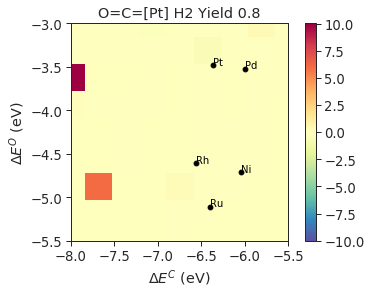 O=C=[Pt] H2 Yield 0.8
−3.0
−3.5
−4.0
−4.5
−5.0
−5.5
ΔE^O (eV)
Pt
Pd
Rh
Ni
Ru
−8.0 −7.5 −7.0 −6.5 −6.0 −5.5
ΔE^C (eV)
10.0
7.5
5.0
2.5
0.0
−2.5
−5.0
−7.5
−10.0